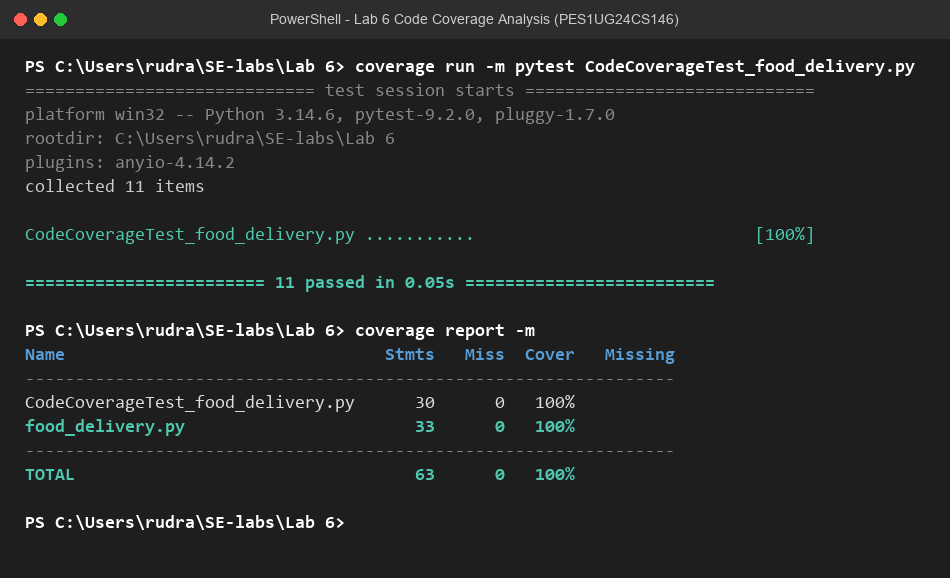 PowerShell - Lab 6 Code Coverage Analysis (PES1UG24CS146)
PS C:\Users\rudra\SE-labs\Lab 6> coverage run -m pytest CodeCoverageTest_food_delivery.py
============================= test session starts =============================
platform win32 -- Python 3.14.6, pytest-9.2.0, pluggy-1.7.0
rootdir: C:\Users\rudra\SE-labs\Lab 6
plugins: anyio-4.14.2
collected 11 items
CodeCoverageTest_food_delivery.py ...........                            [100%]
======================== 11 passed in 0.05s =========================
PS C:\Users\rudra\SE-labs\Lab 6> coverage report -m
Name                                Stmts   Miss  Cover   Missing
-----------------------------------------------------------------
CodeCoverageTest_food_delivery.py      30      0   100%
food_delivery.py                       33      0   100%
-----------------------------------------------------------------
TOTAL                                  63      0   100%
PS C:\Users\rudra\SE-labs\Lab 6>